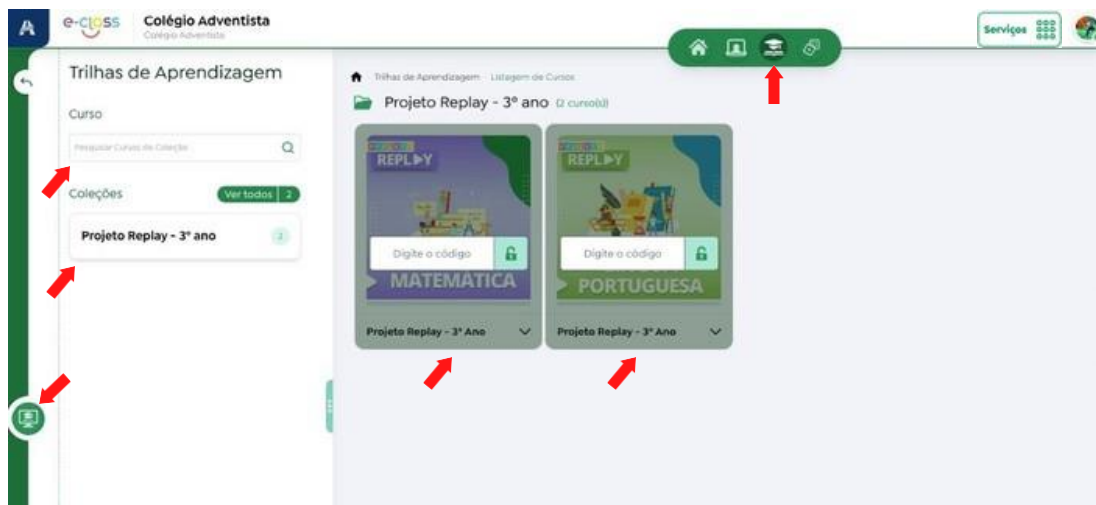 e-class
Colégio Adventista
Colégio Adventista
Serviços
Trilhas de Aprendizagem
Trilhas de Aprendizagem Listagem de Cursos
Projeto Replay - 3º ano (2 curso(s))
Curso
Pesquisar Cursos da Coleção
Coleções
Ver todos 2
Projeto Replay - 3º ano 2
REPLAY
Digite o código
MATEMÁTICA
Projeto Replay - 3º Ano
REPLAY
Digite o código
PORTUGUESA
Projeto Replay - 3º Ano